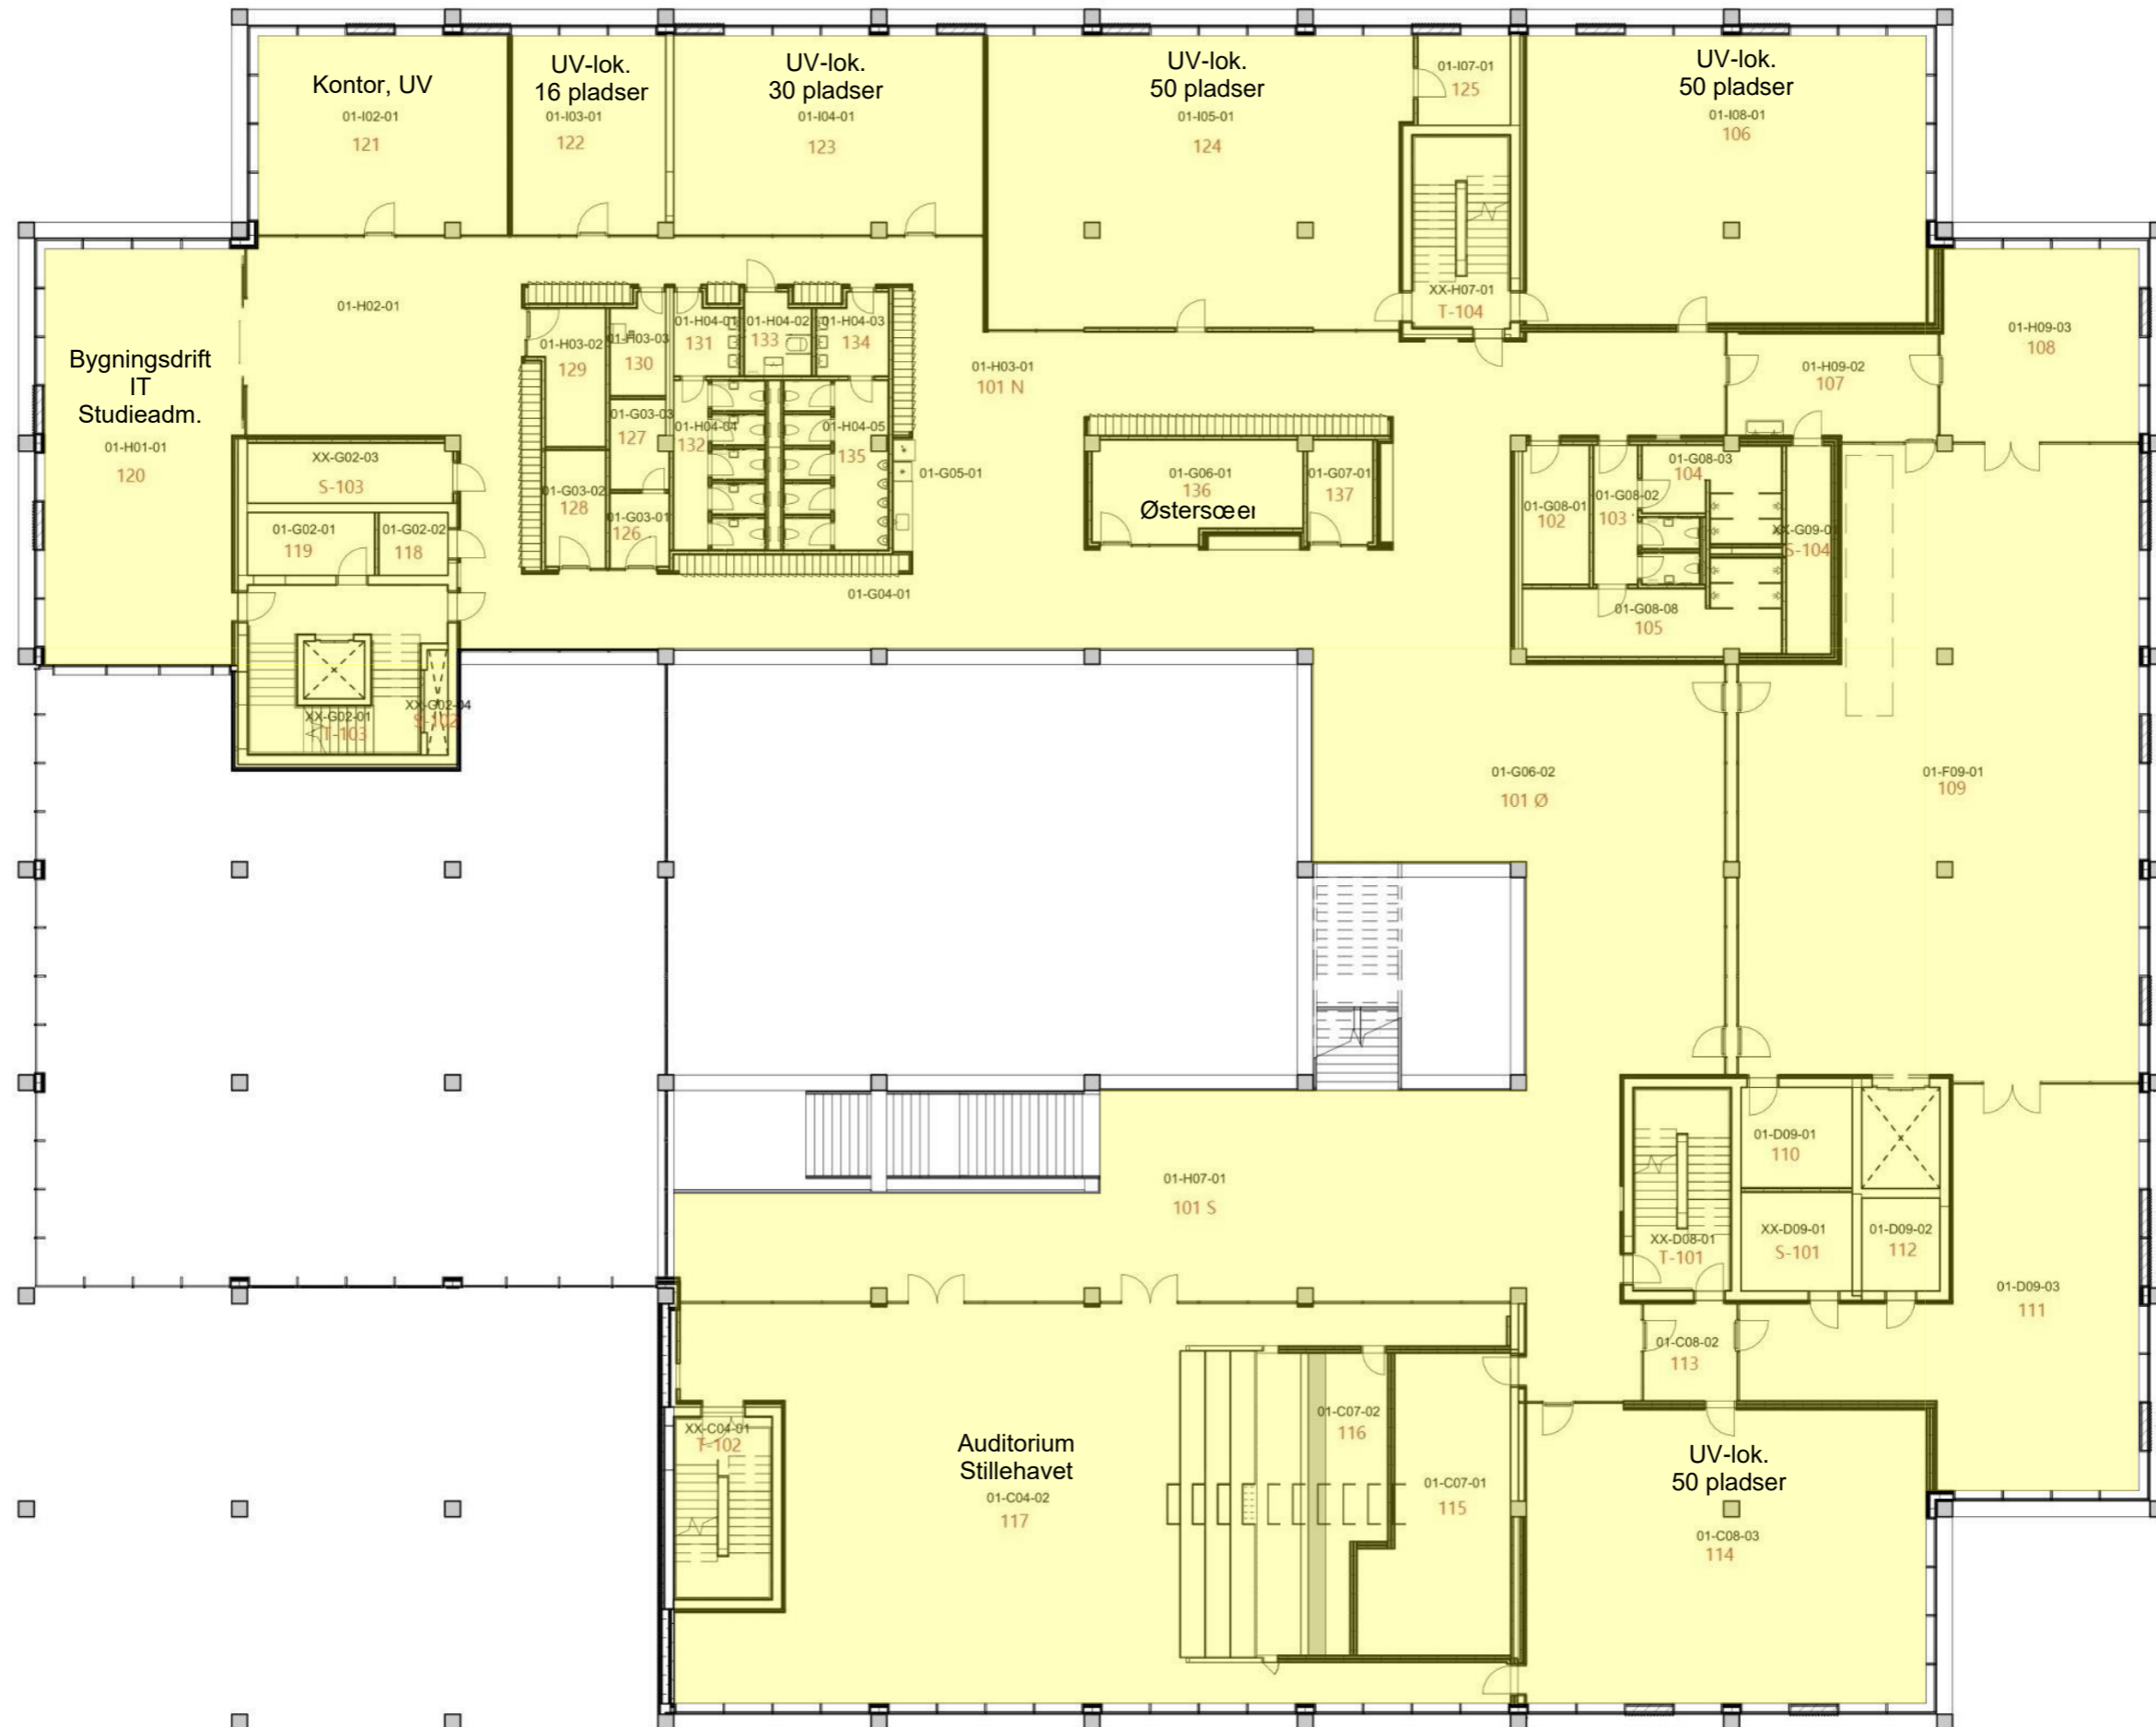 Kontor, UV
01-I02-01
121
UV-lok.
16 pladser
01-I03-01
122
UV-lok.
30 pladser
01-I04-01
123
UV-lok.
50 pladser
01-I05-01
124
01-I07-01
125
UV-lok.
50 pladser
01-I08-01
106
XX-H07-01
T-104
01-H02-01
Bygningsdrift
IT
Studieadm.
01-H01-01
120
01-H03-02
129
01-H03-03
130
01-H04-01
131
01-H04-02
133
01-H04-03
134
01-H03-01
101 N
01-H09-02
107
01-H09-03
108
XX-G02-03
S-103
01-G02-01
119
01-G02-02
118
01-G03-03
127
01-G03-02
128
01-G03-01
126
01-H04-04
132
01-H04-05
135
01-G05-01
01-G06-01
136
01-G07-01
137
01-G08-01
102
01-G08-02
103
01-G08-03
104
XX-G09-01
S-104
01-G08-08
105
01-G04-01
XX-G02-01
T-103
XX-G02-04
S-102
01-G06-02
101 Ø
01-F09-01
109
01-H07-01
101 S
01-D09-01
110
XX-D08-01
T-101
XX-D09-01
S-101
01-D09-02
112
01-D09-03
111
01-C08-02
113
XX-C04-01
T-102
Auditorium
Stillehavet
01-C04-02
117
01-C07-02
116
01-C07-01
115
UV-lok.
50 pladser
01-C08-03
114